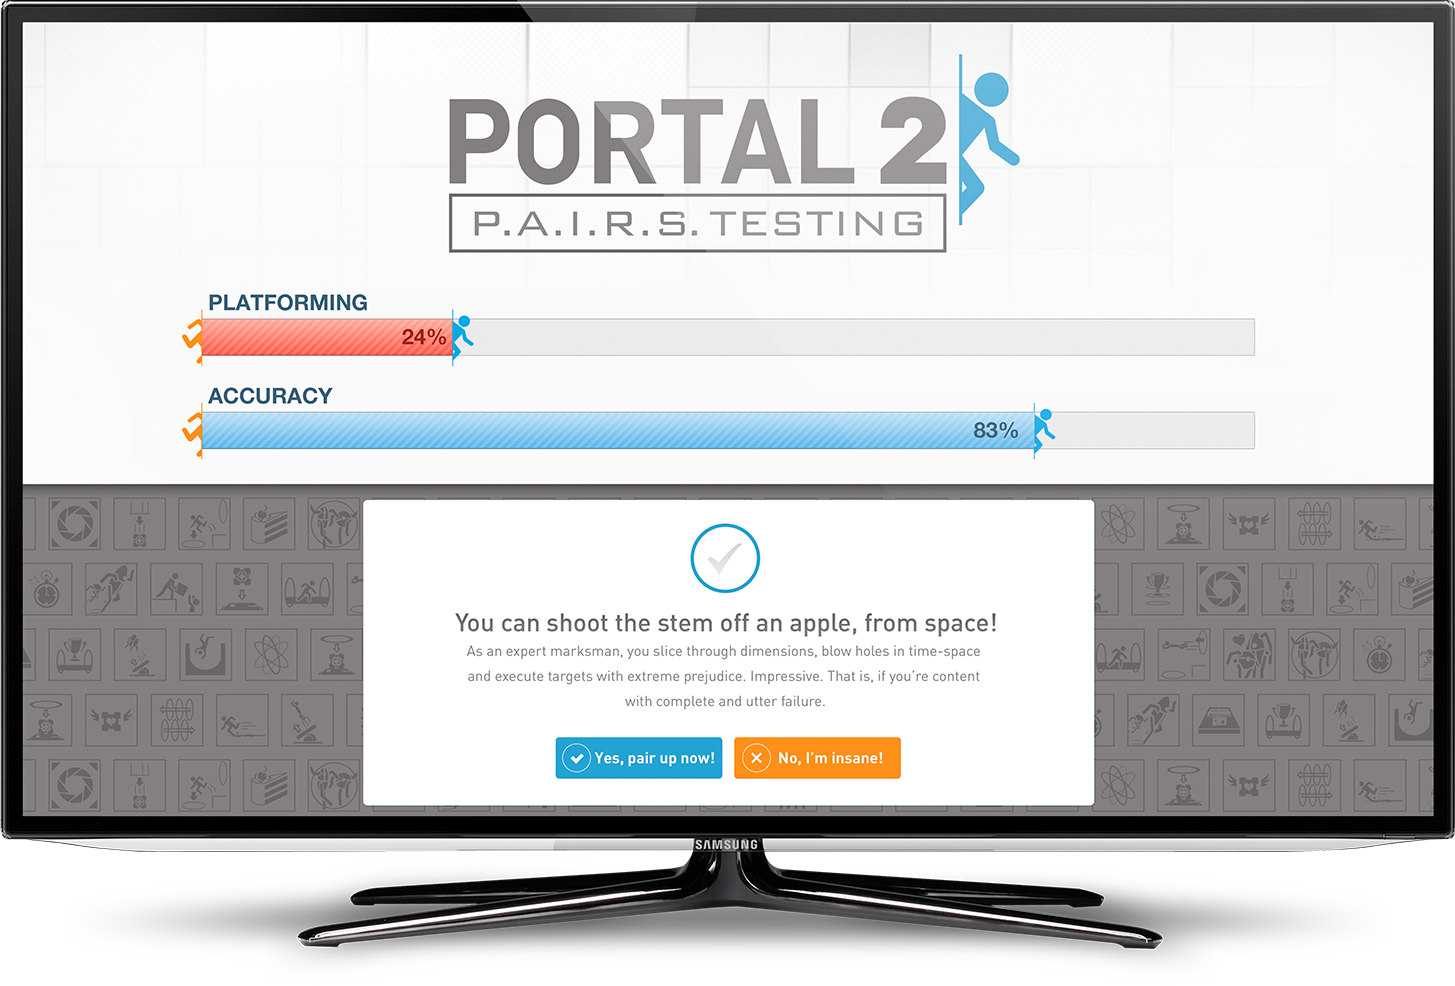 PORTAL 2
P.A.I.R.S. TESTING
PLATFORMING
24%
ACCURACY
83%
You can shoot the stem off an apple, from space!
As an expert marksman, you slice through dimensions, blow holes in time-space
and execute targets with extreme prejudice. Impressive. That is, if you're content
with complete and utter failure.
Yes, pair up now!
No, I'm insane!
SAMSUNG